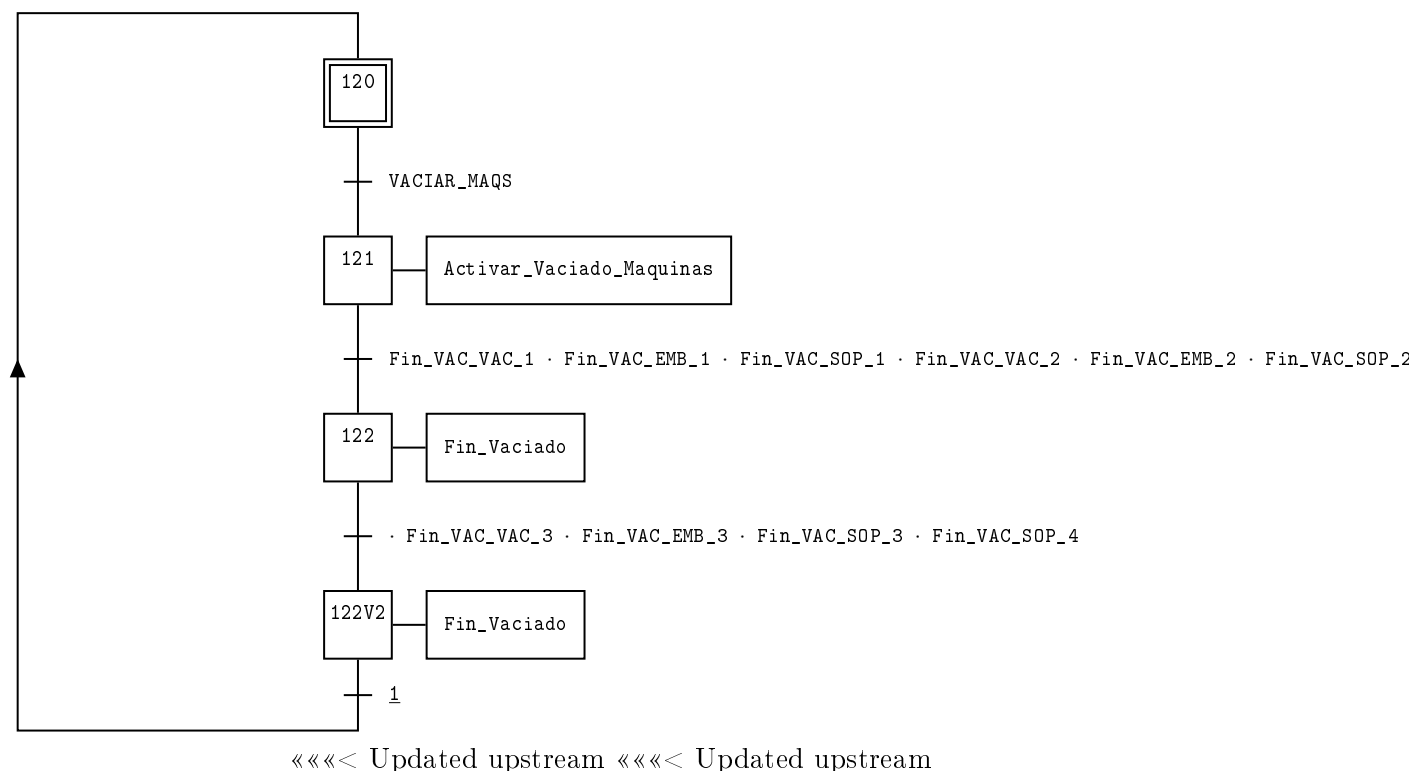 120
VACIAR_MAQS
121
Activar_Vaciado_Maquinas
Fin_VAC_VAC_1 · Fin_VAC_EMB_1 · Fin_VAC_SOP_1 · Fin_VAC_VAC_2 · Fin_VAC_EMB_2 · Fin_VAC_SOP_2
122
Fin_Vaciado
· Fin_VAC_VAC_3 · Fin_VAC_EMB_3 · Fin_VAC_SOP_3 · Fin_VAC_SOP_4
122V2
Fin_Vaciado
1
«««< Updated upstream «««< Updated upstream